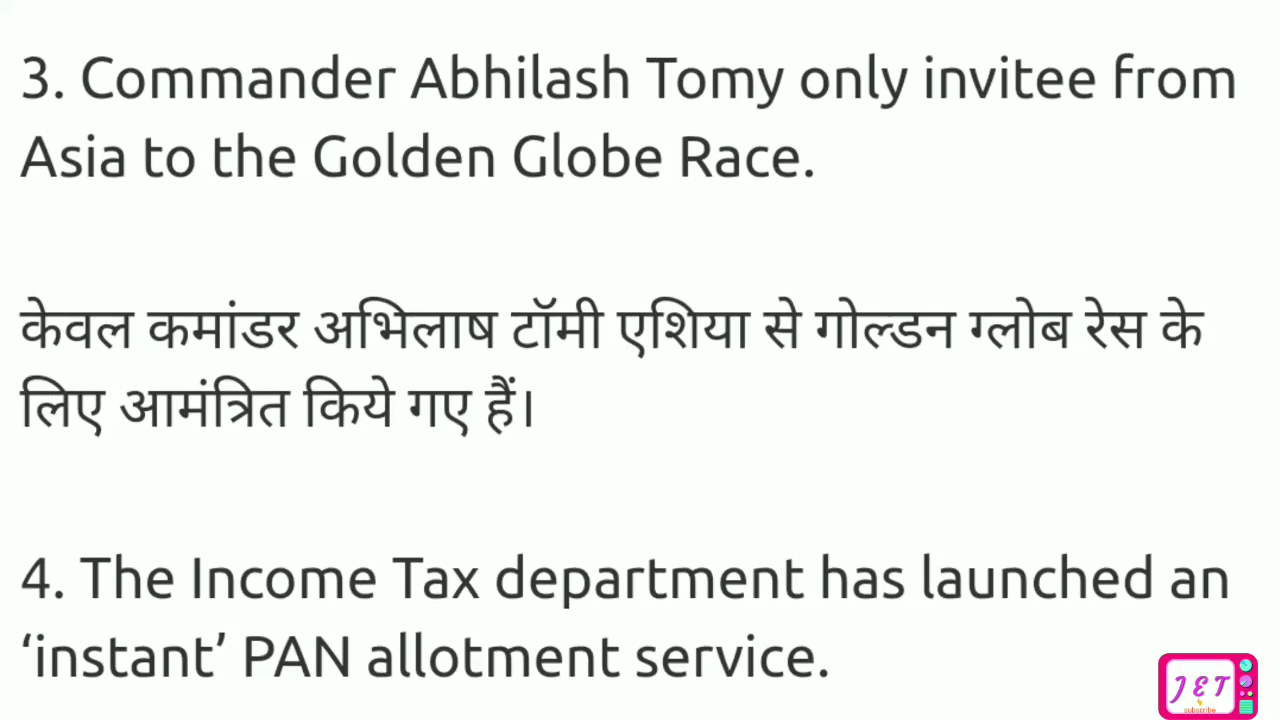 3. Commander Abhilash Tomy only invitee from
Asia to the Golden Globe Race.
केवल कमांडर अभिलाष टॉमी एशिया से गोल्डन ग्लोब रेस के
लिए आमंत्रित किये गए हैं।
4. The Income Tax department has launched an
‘instant’ PAN allotment service.
JET
subscribe